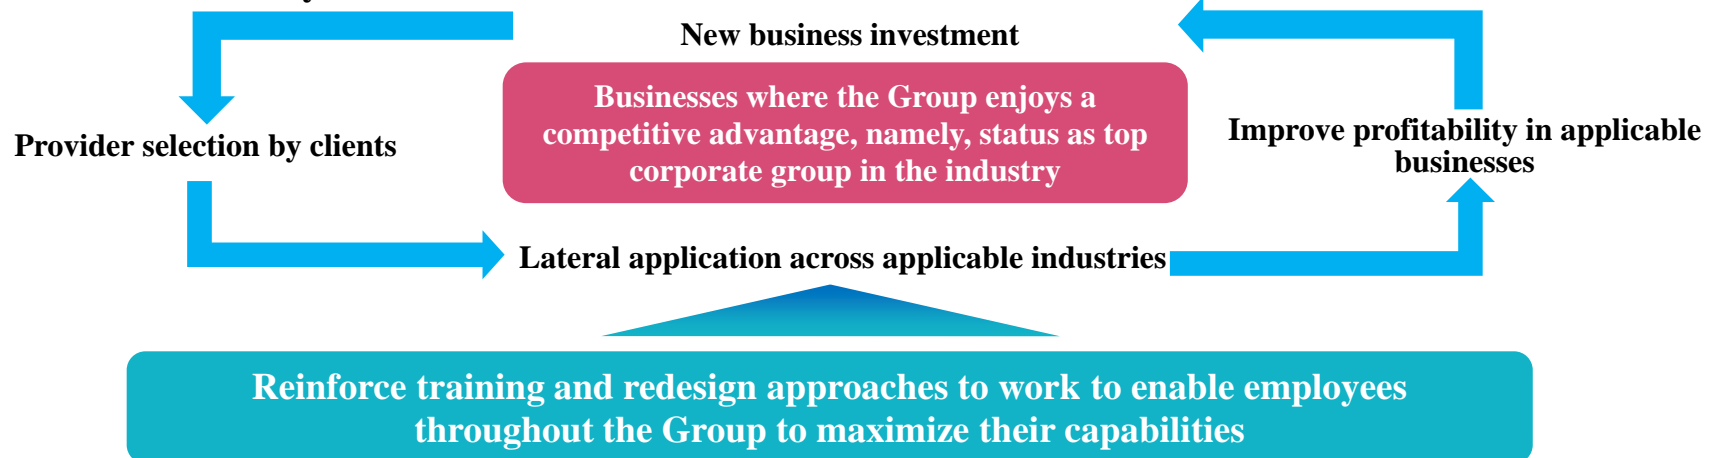 New business investment
Businesses where the Group enjoys a
competitive advantage, namely, status as top
corporate group in the industry
Provider selection by clients
Improve profitability in applicable
businesses
Lateral application across applicable industries
Reinforce training and redesign approaches to work to enable employees
throughout the Group to maximize their capabilities